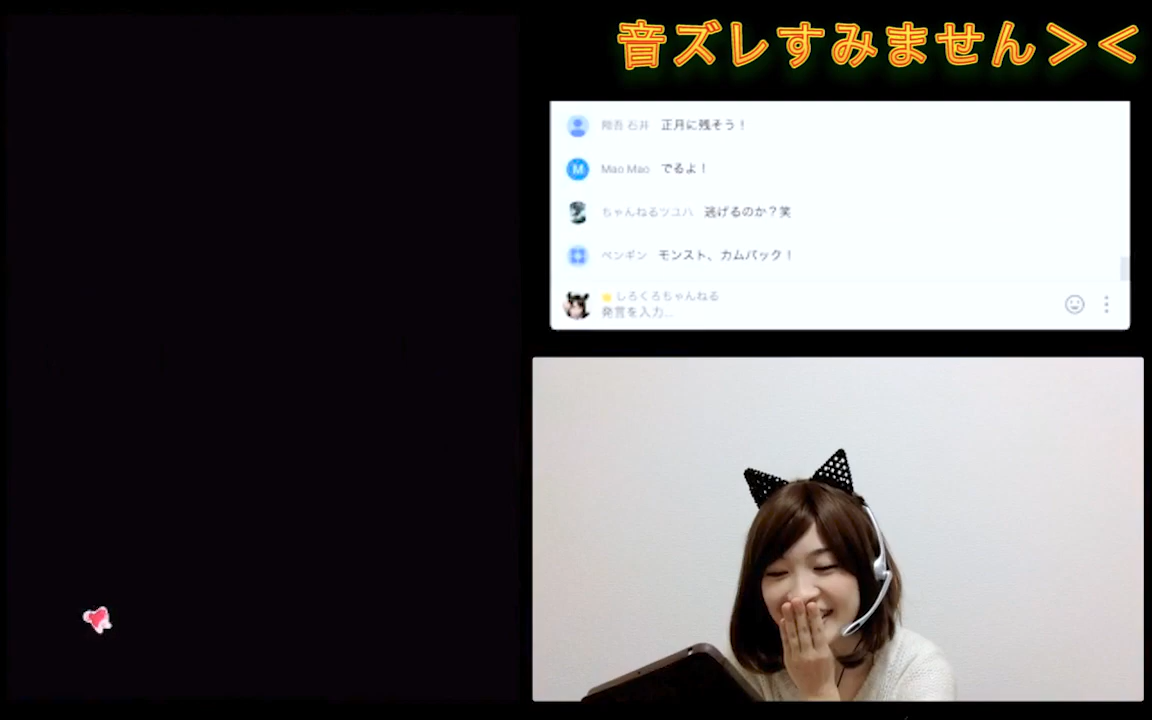 音ズレすみません＞＜
翔吾 石井 正月に残そう！
M Mao Mao でるよ！
ちゃんねるツユハ 逃げるのか？笑
ペンギン モンスト、カムバック！
しろくろちゃんねる
発言を入力...